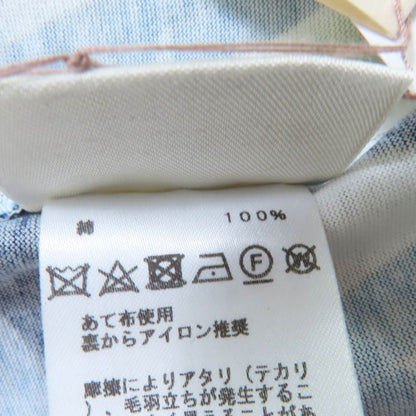 綿 100%
F
あて布使用
裏からアイロン推奨
摩擦によりアタリ(テカリ
)、毛羽立ちが発生するこ